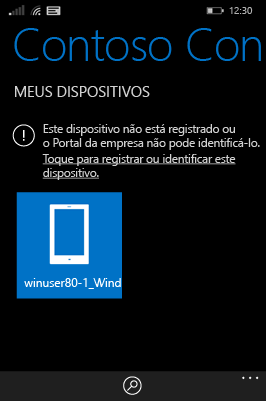 12:30
Contoso Con
MEUS DISPOSITIVOS
Este dispositivo não está registrado ou
o Portal da empresa não pode identificá-lo.
Toque para registrar ou identificar este
dispositivo.
winuser80-1_Wind